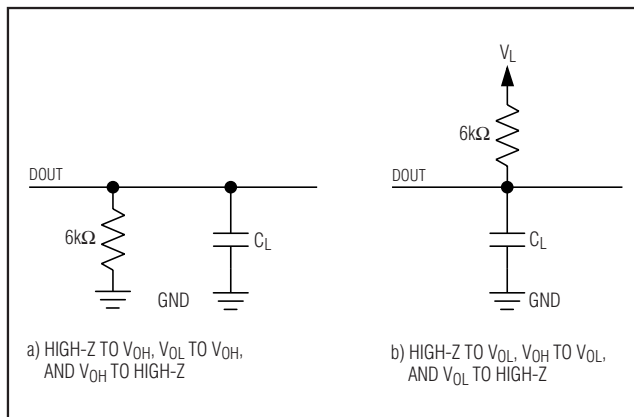 DOUT
6kΩ
C_L
GND
a) HIGH-Z TO V_OH, V_OL TO V_OH,
AND V_OH TO HIGH-Z
V_L
6kΩ
DOUT
C_L
GND
b) HIGH-Z TO V_OL, V_OH TO V_OL,
AND V_OL TO HIGH-Z